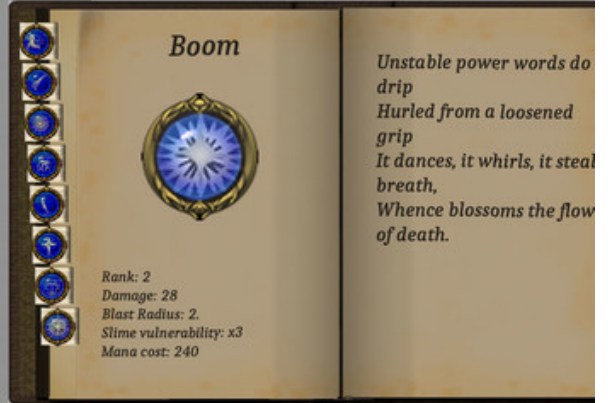 Boom
Rank: 2
Damage: 28
Blast Radius: 2.
Slime vulnerability: x3
Mana cost: 240
Unstable power words do
drip
Hurled from a loosened
grip
It dances, it whirls, it steal
breath,
Whence blossoms the flow
of death.